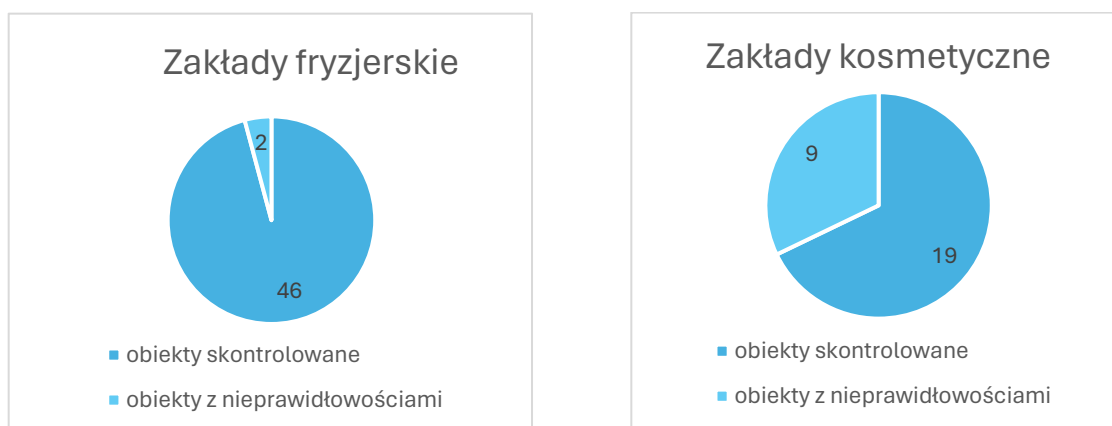 Zakłady fryzjerskie
2
46
obiekty skontrolowane
obiekty z nieprawidłowościami
Zakłady kosmetyczne
9
19
obiekty skontrolowane
obiekty z nieprawidłowościami